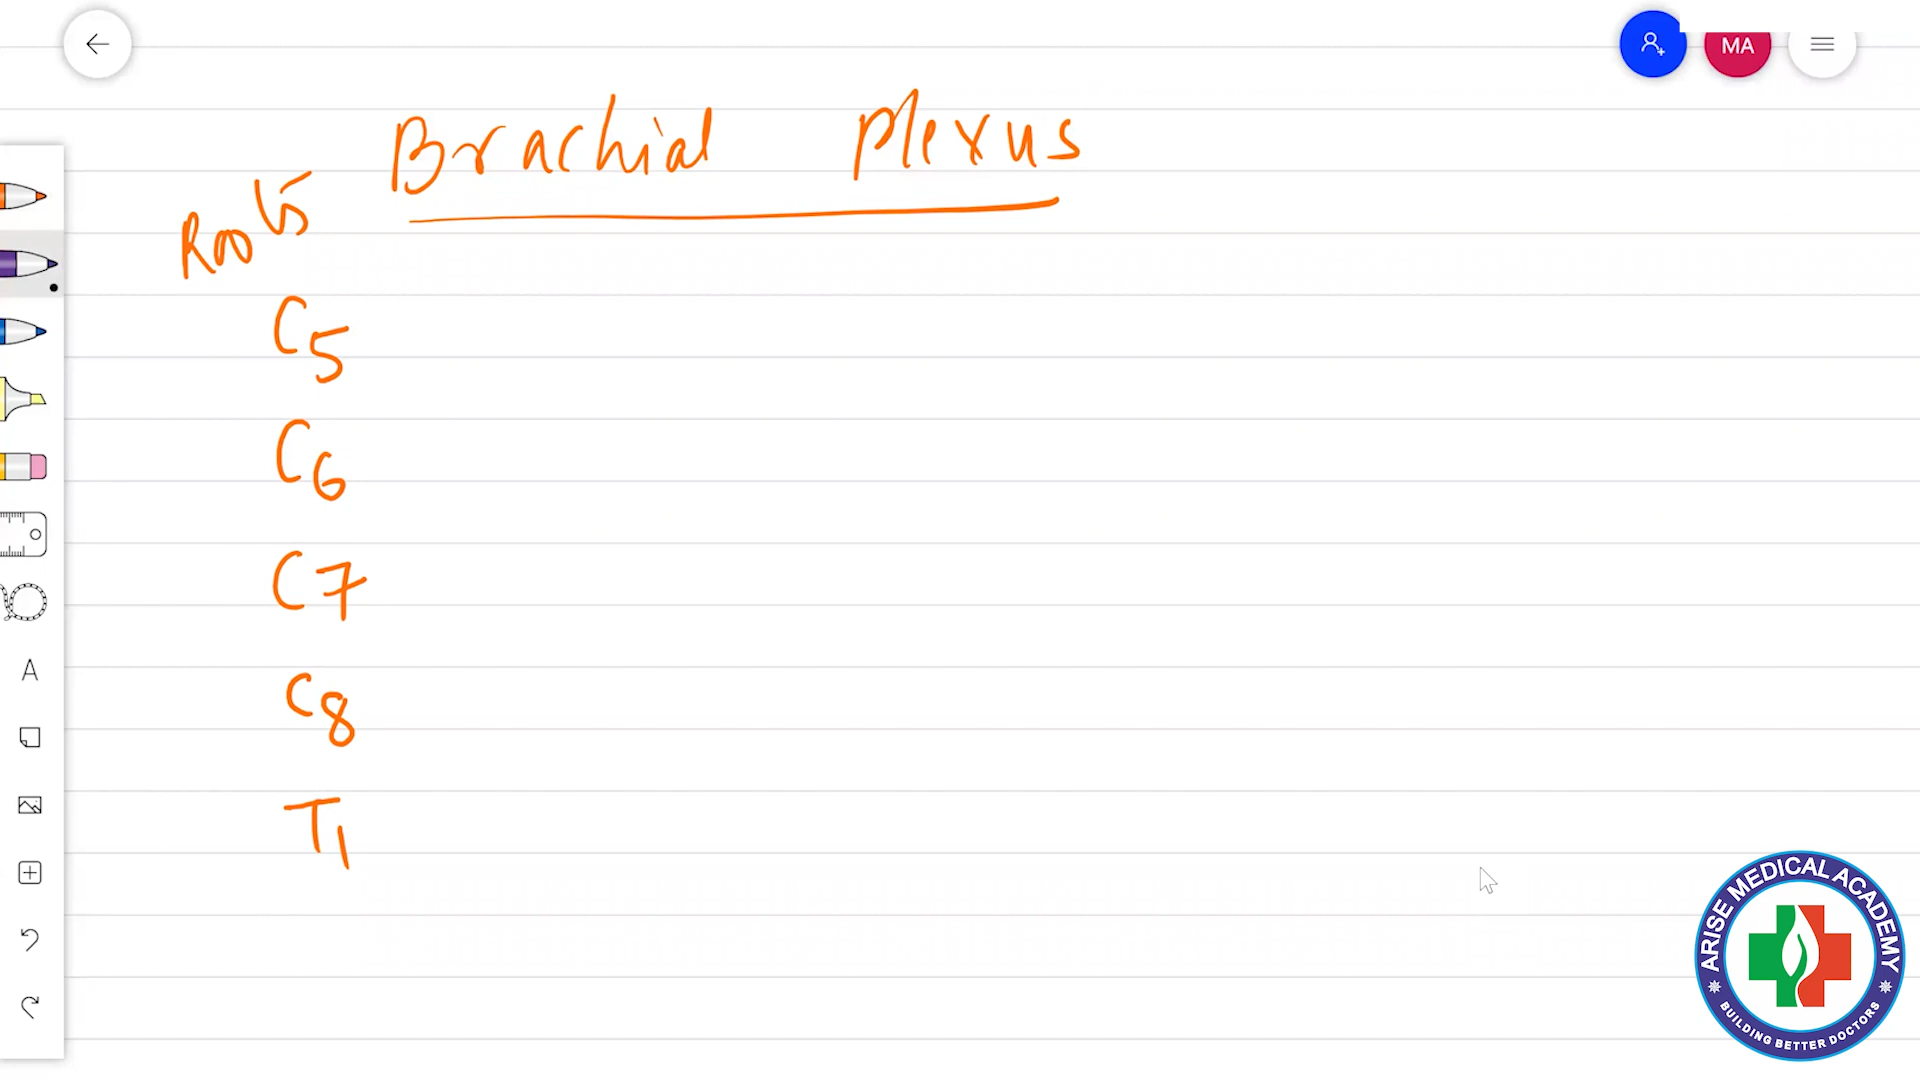 MA
Brachial Plexus
Roots
C5
C6
C7
C8
T1
A
ARISE MEDICAL ACADEMY
BUILDING BETTER DOCTORS